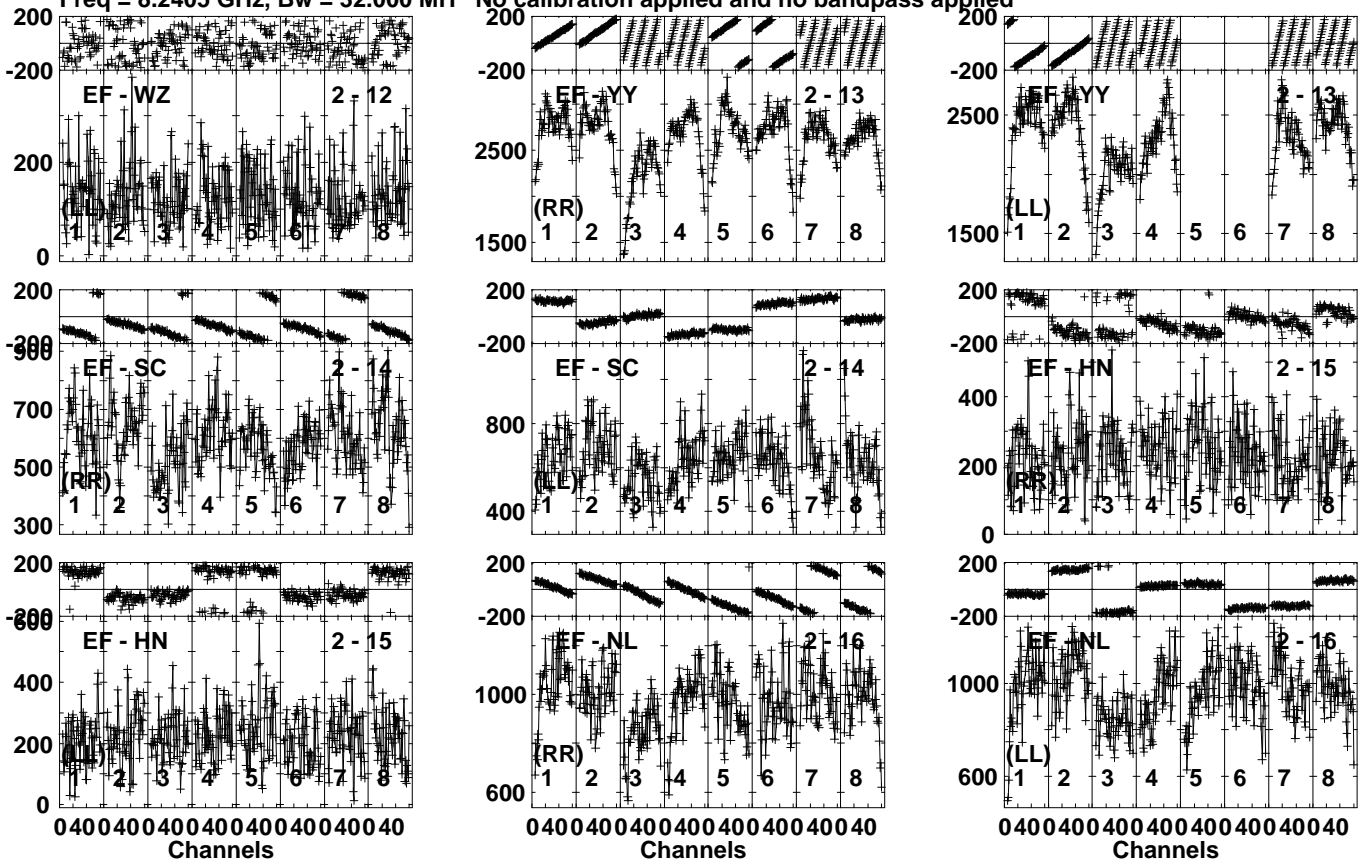 Freq = 8.2405 GHz, Bw = 32.000 MH No calibration applied and no bandpass applied
200 200 200
-200 -200 -200
EF - WZ 2 - 12 EF - YY 2 - 13 EF - YY 2 - 13
2500 2500
200
(LL) (RR) (LL)
1 2 3 4 5 6 7 8 1 2 3 4 5 6 7 8 1 2 3 4 5 6 7 8
0 1500 1500
200 200 200
-200 -200 -200
900
EF - SC 2 - 14 EF - SC 2 - 14 EF - HN 2 - 15
700 800 400
500 200
(RR) (LL) (RR)
1 2 3 4 5 6 7 8 1 2 3 4 5 6 7 8 1 2 3 4 5 6 7 8
300 400 0
200 200 200
-200 -200 -200
600
EF - HN 2 - 15 EF - NL 2 - 16 EF - NL 2 - 16
400 1000 1000
200
(LL) (RR) (LL)
1 2 3 4 5 6 7 8 1 2 3 4 5 6 7 8 1 2 3 4 5 6 7 8
0 600 600
0 40 0 40 0 40 0 40 0 40 0 40 0 40 40 0 40 0 40 0 40 0 40 0 40 0 40 0 40 40 0 40 0 40 0 40 0 40 0 40 0 40 0 40 40
Channels Channels Channels